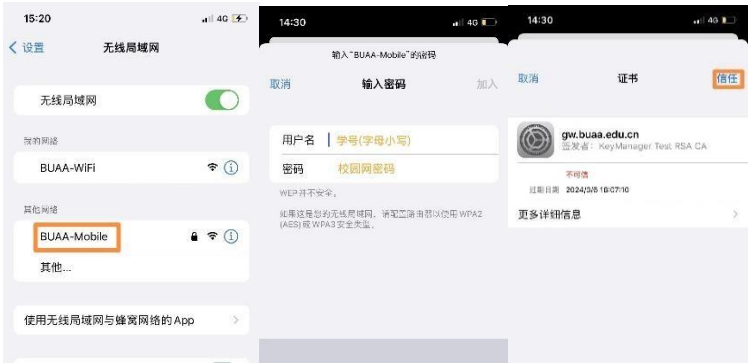 15:20
4G
设置
无线局域网
无线局域网
我的网络
BUAA-WiFi
其他网络
BUAA-Mobile
其他...
使用无线局域网与蜂窝网络的App
14:30
4G
输入“BUAA-Mobile”的密码
取消
输入密码
加入
用户名 学号(字母小写)
密码 校园网密码
WEP并不安全。
如果这是您的无线局域网，请配置路由器以使用 WPA2
(AES)或 WPA3 安全类型。
14:30
4G
取消
证书
信任
gw.buaa.edu.cn
签发者: KeyManager Test RSA CA
不可信
过期日期 2024/3/6 18:07:10
更多详细信息